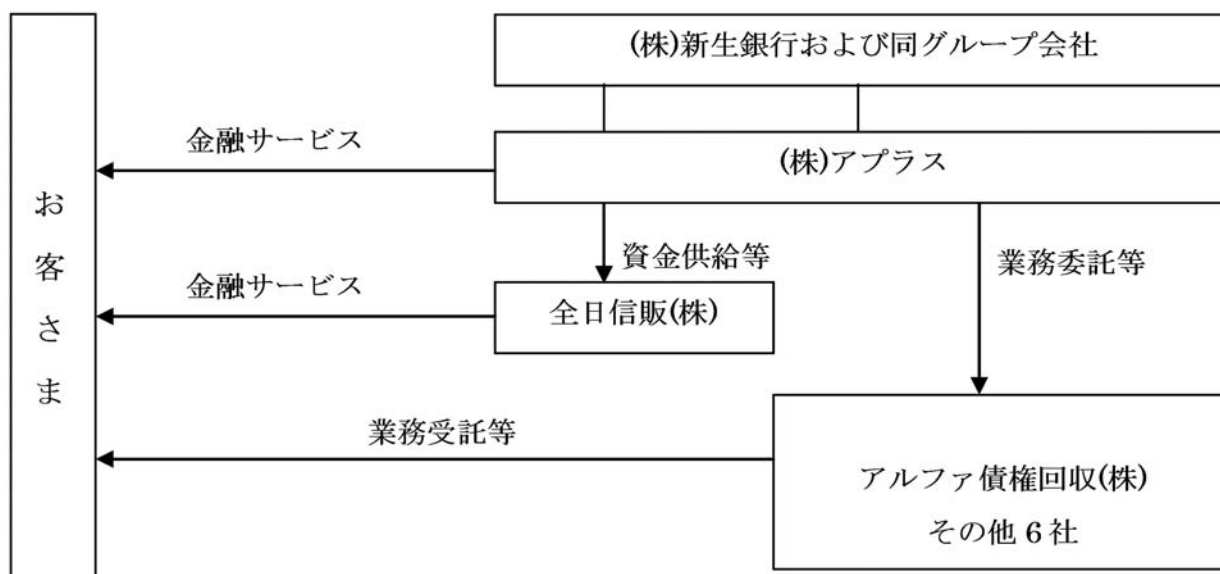 (株)新生銀行および同グループ会社
金融サービス
(株)アプラス
お客さま
資金供給等
業務委託等
金融サービス
全日信販(株)
業務受託等
アルファ債権回収(株)
その他 6 社